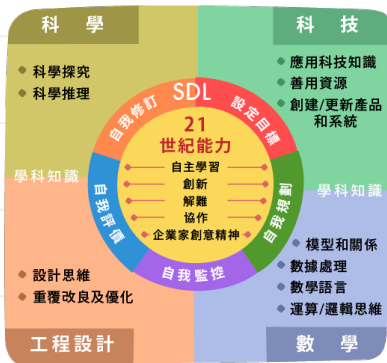 科 學
科 技
科學探究
科學推理
應用科技知識
善用資源
創建/更新產品
和系統
SDL
自我修訂
設定目標
自我規劃
自我監控
自我評價
21
世紀能力
自主學習
創新
解難
協作
企業家創意精神
學科知識
學科知識
設計思維
重覆改良及優化
模型和關係
數據處理
數學語言
運算/邏輯思維
工程設計
數 學